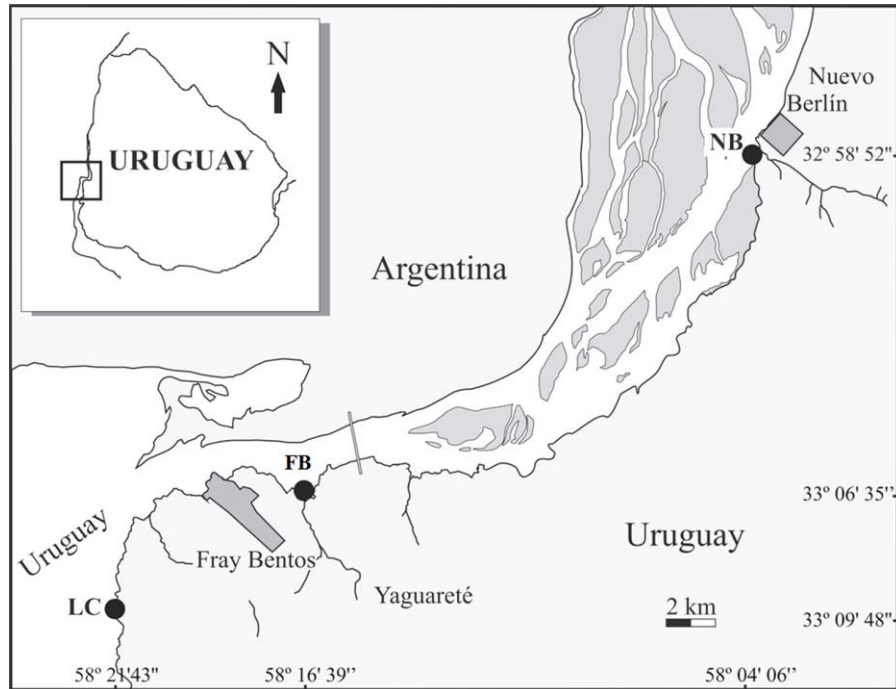 N
URUGUAY
Nuevo
Berlín
NB
32º 58' 52''
Argentina
FB
33º 06' 35''
Uruguay
Fray Bentos
Uruguay
Yaguareté
LC
2 km
33º 09' 48''
58º 21'43''
58º 16'39''
58º 04' 06''